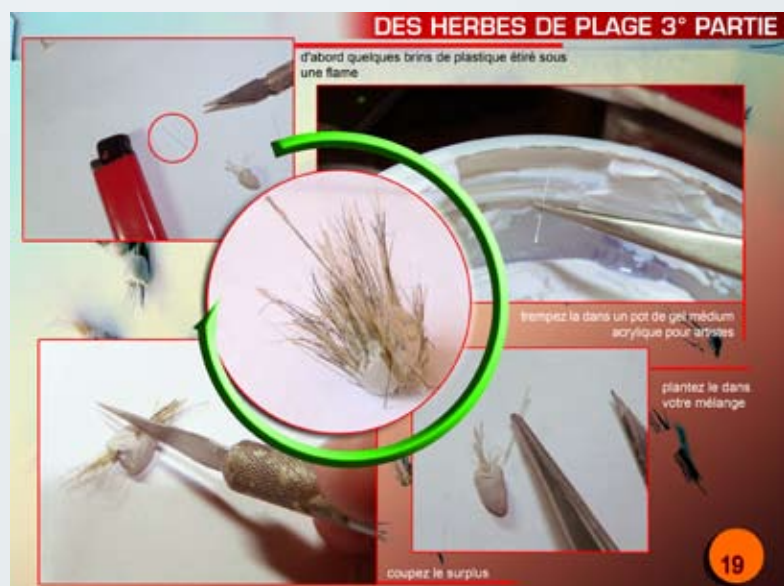 DES HERBES DE PLAGE 3° PARTIE
d'abord quelques brins de plastique étiré sous
une flame
trempez la dans un pot de gel médium
acrylique pour artistes
plantez le dans
votre mélange
coupez le surplus
19